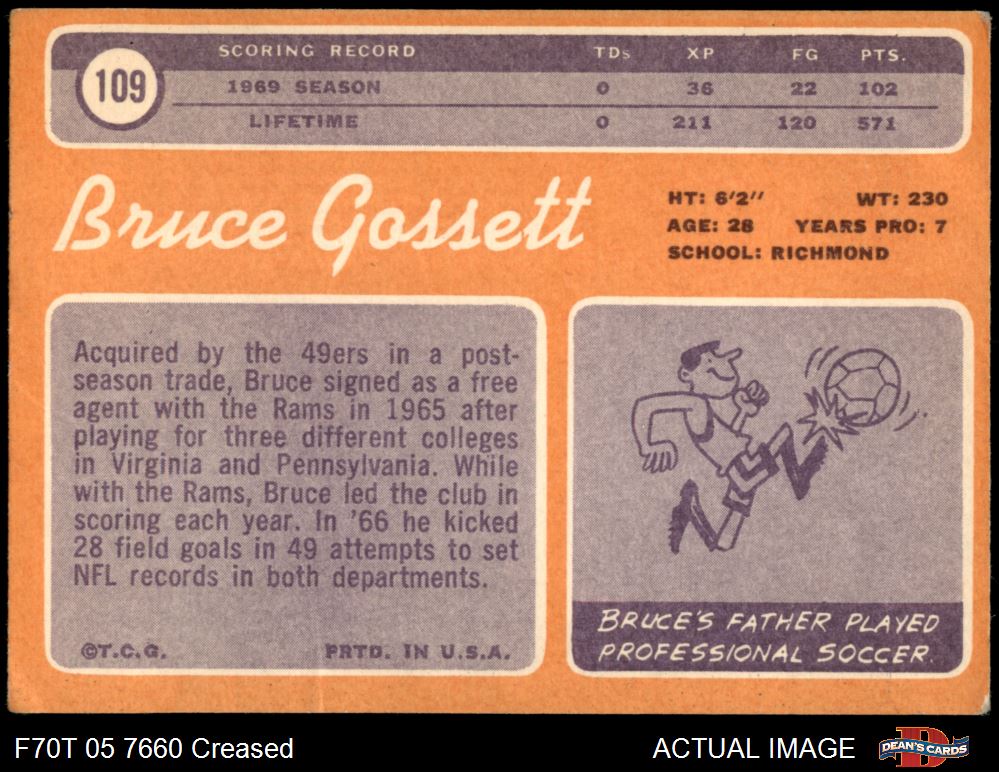 SCORING RECORD TDs XP FG PTS.
109
1969 SEASON 0 36 22 102
LIFETIME 0 211 120 571
Bruce Gossett
HT: 6'2'' WT: 230
AGE: 28 YEARS PRO: 7
SCHOOL: RICHMOND
Acquired by the 49ers in a post-
season trade, Bruce signed as a free
agent with the Rams in 1965 after
playing for three different colleges
in Virginia and Pennsylvania. While
with the Rams, Bruce led the club in
scoring each year. In '66 he kicked
28 field goals in 49 attempts to set
NFL records in both departments.
©T.C.G. PRTD. IN U.S.A.
BRUCE'S FATHER PLAYED
PROFESSIONAL SOCCER.
F70T 05 7660 Creased ACTUAL IMAGE DEAN'S CARDS